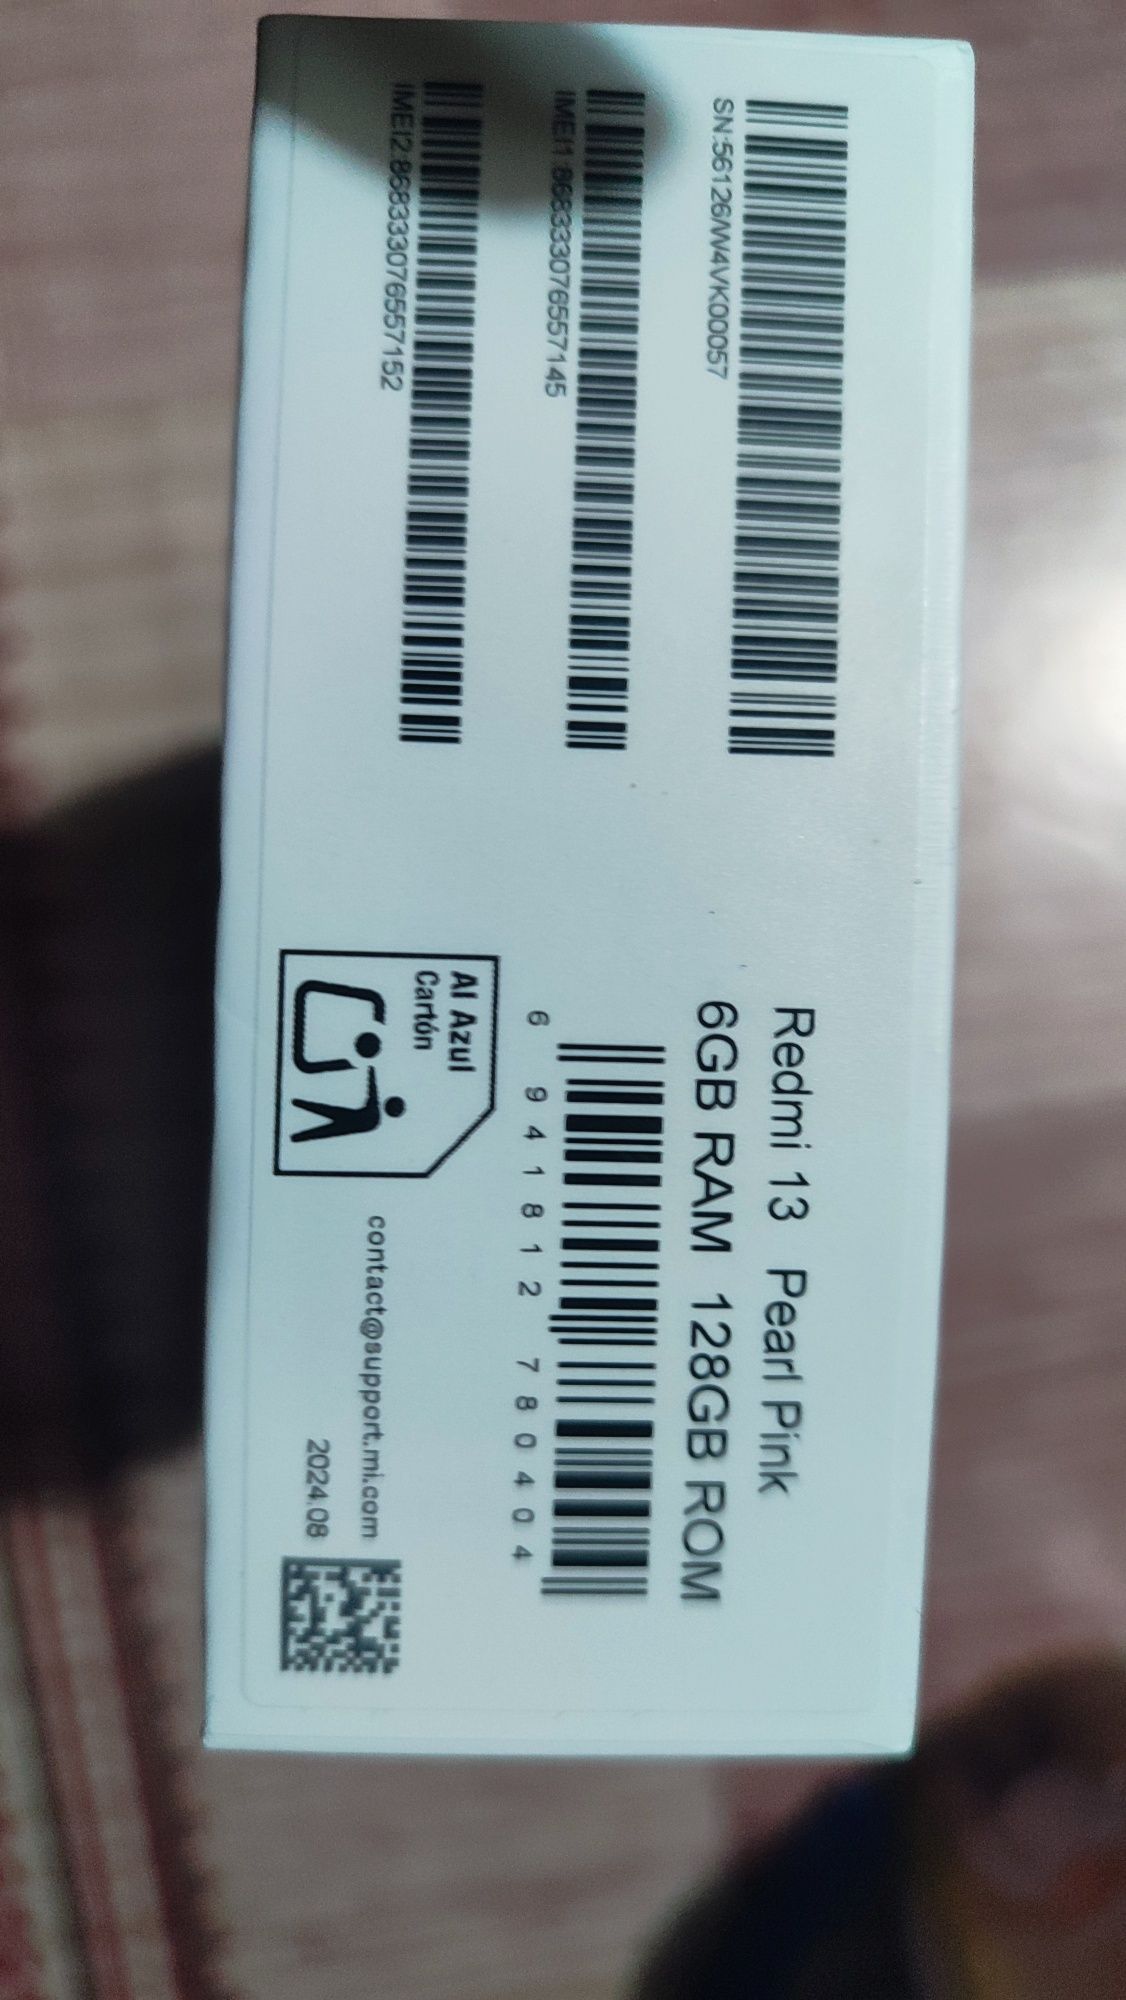 Redmi 13 Pearl Pink
6GB RAM 128GB ROM
SN:56126/W4VK00057
IMEI1:868333076557145
IMEI2:868333076557152
6 941812 780404
Al Azul
Cartón
contact@support.mi.com
2024.08